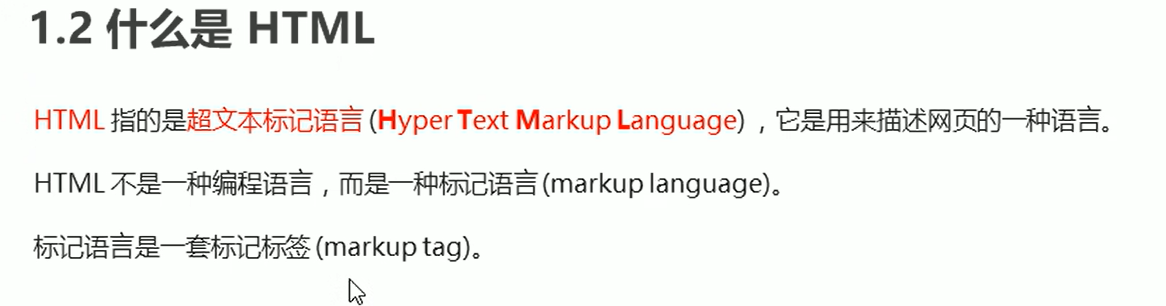 1.2 什么是 HTML
HTML 指的是超文本标记语言 (Hyper Text Markup Language) ，它是用来描述网页的一种语言。
HTML 不是一种编程语言，而是一种标记语言 (markup language)。
标记语言是一套标记标签 (markup tag)。